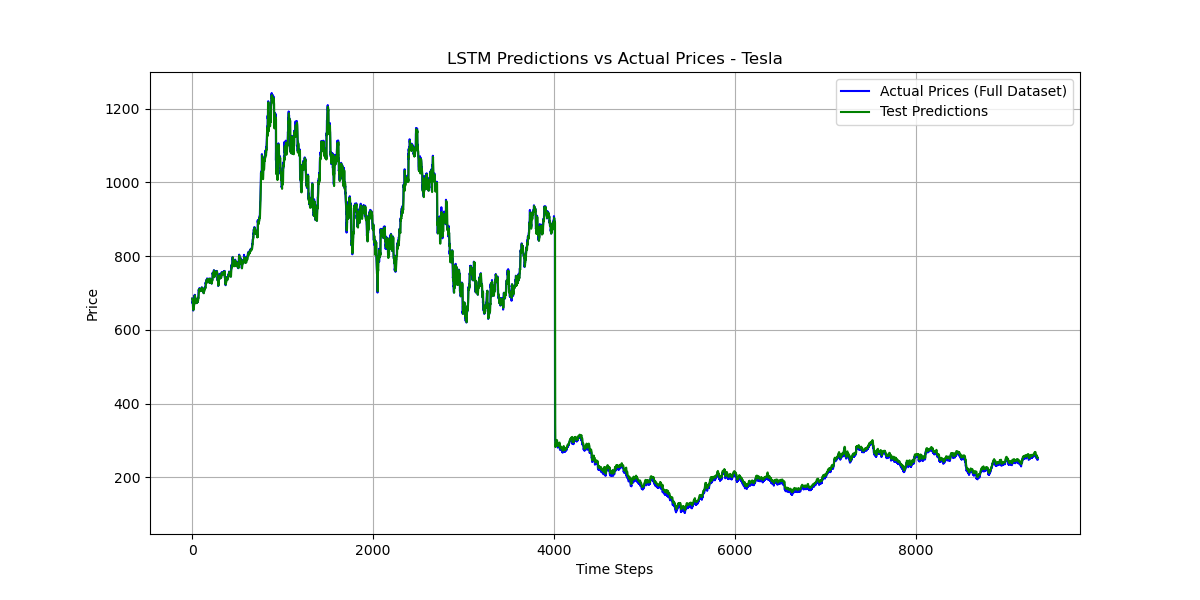 LSTM Predictions vs Actual Prices - Tesla
Actual Prices (Full Dataset)
Test Predictions
Price
1200
1000
800
600
400
200
0 2000 4000 6000 8000
Time Steps